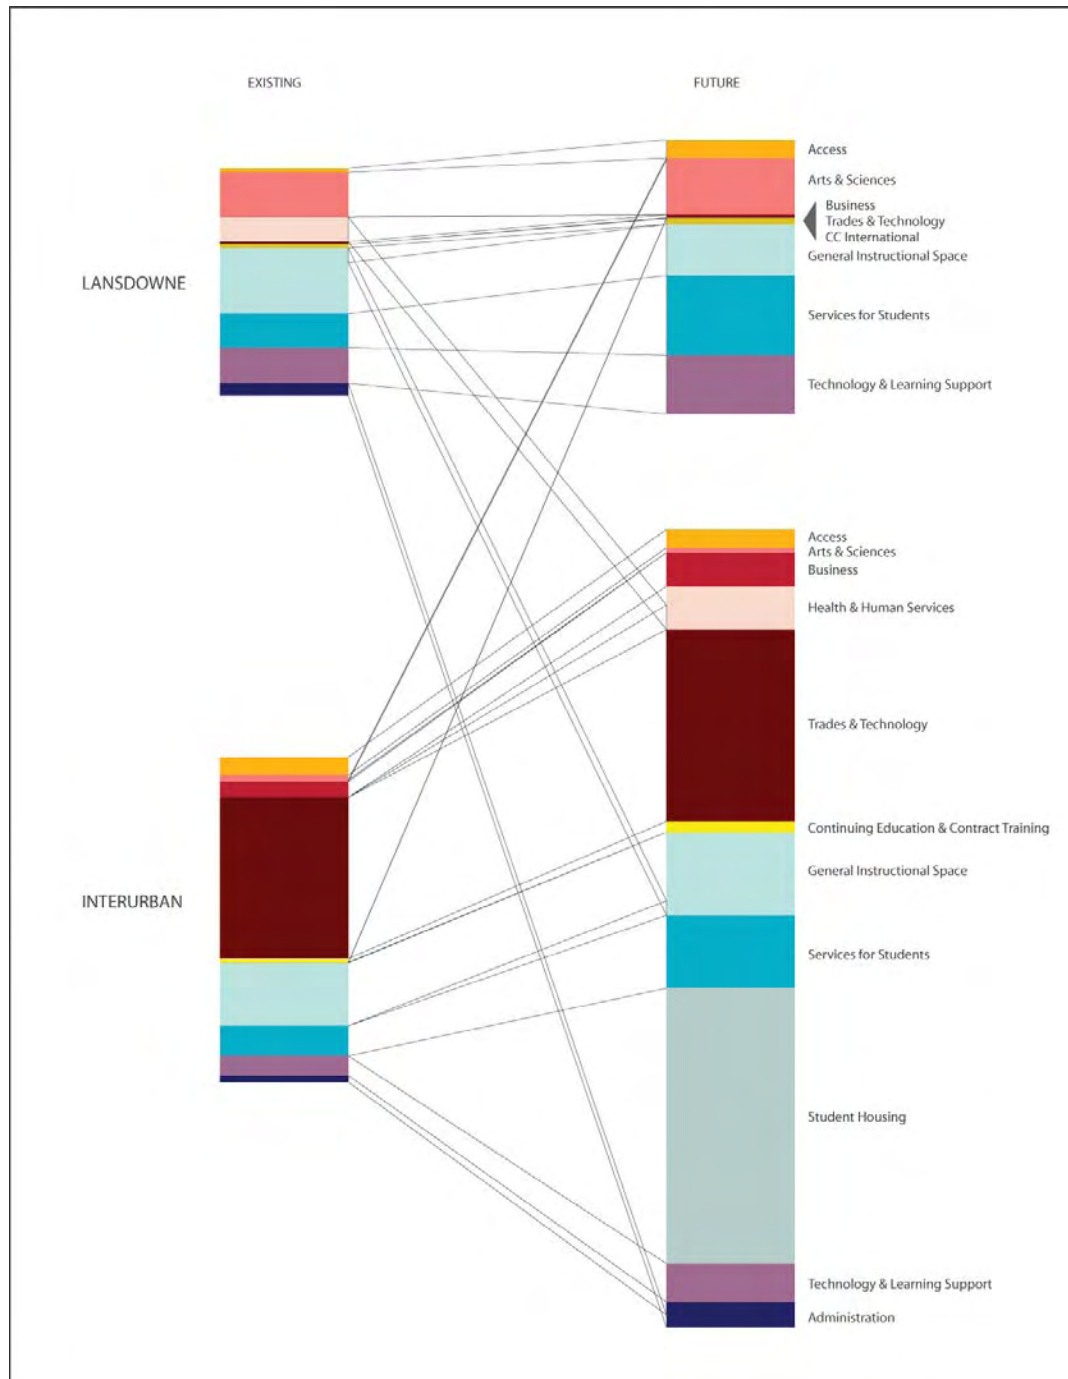 EXISTING
FUTURE
LANSDOWNE
Access
Arts & Sciences
Business
Trades & Technology
CC International
General Instructional Space
Services for Students
Technology & Learning Support
INTERURBAN
Access
Arts & Sciences
Business
Health & Human Services
Trades & Technology
Continuing Education & Contract Training
General Instructional Space
Services for Students
Student Housing
Technology & Learning Support
Administration